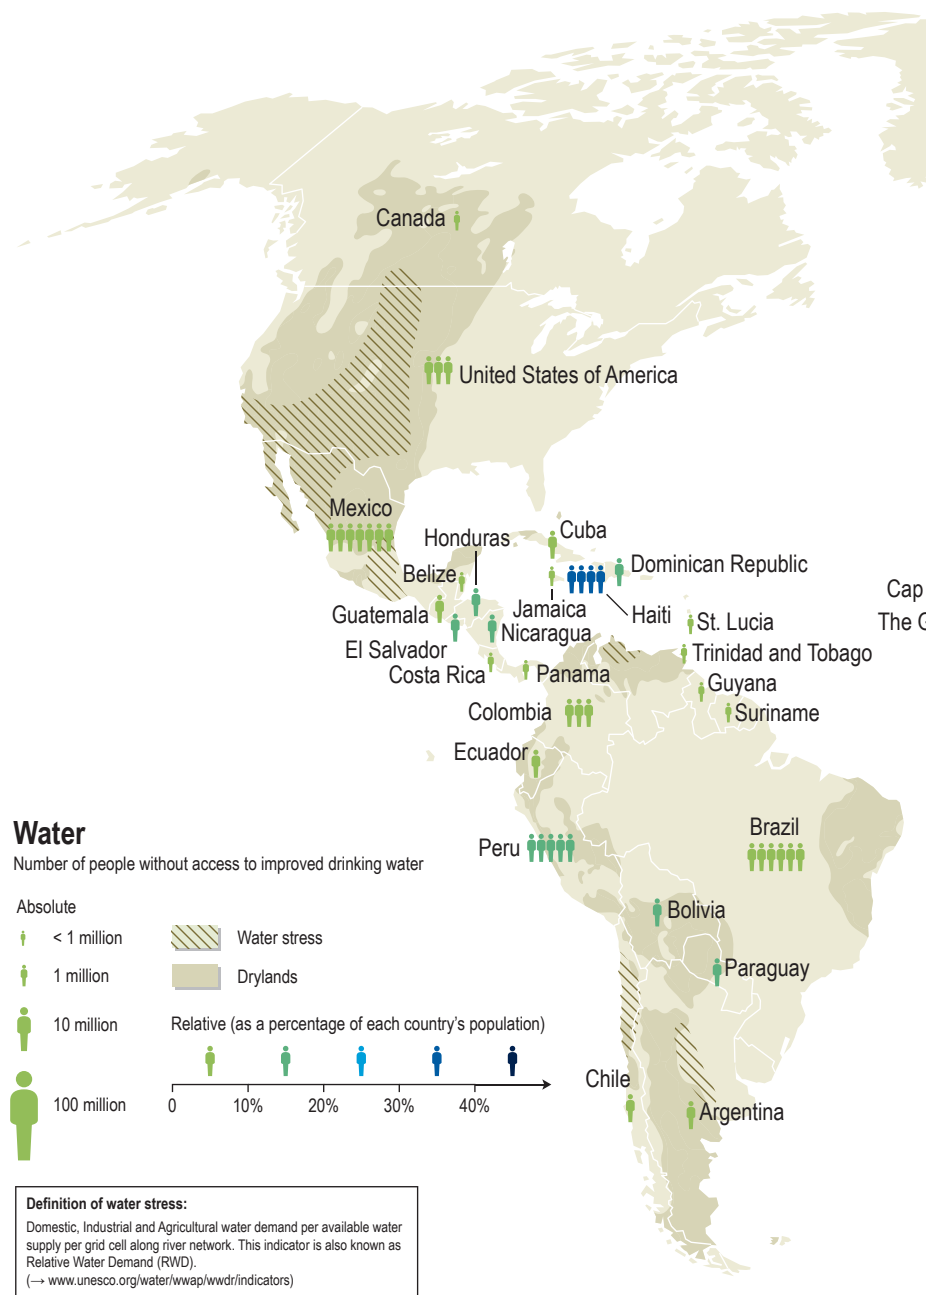 Canada
United States of America
Mexico
Honduras
Cuba
Belize
Dominican Republic
Guatemala
Jamaica
Haiti
Cap
The G
El Salvador
Nicaragua
St. Lucia
Costa Rica
Panama
Trinidad and Tobago
Guyana
Colombia
Suriname
Ecuador
Peru
Brazil
Bolivia
Paraguay
Chile
Argentina
Water
Number of people without access to improved drinking water
Absolute
< 1 million
1 million
10 million
100 million
Water stress
Drylands
Relative (as a percentage of each country's population)
0 10% 20% 30% 40%
Definition of water stress:
Domestic, Industrial and Agricultural water demand per available water
supply per grid cell along river network. This indicator is also known as
Relative Water Demand (RWD).
(→ www.unesco.org/water/wwap/wwdr/indicators)